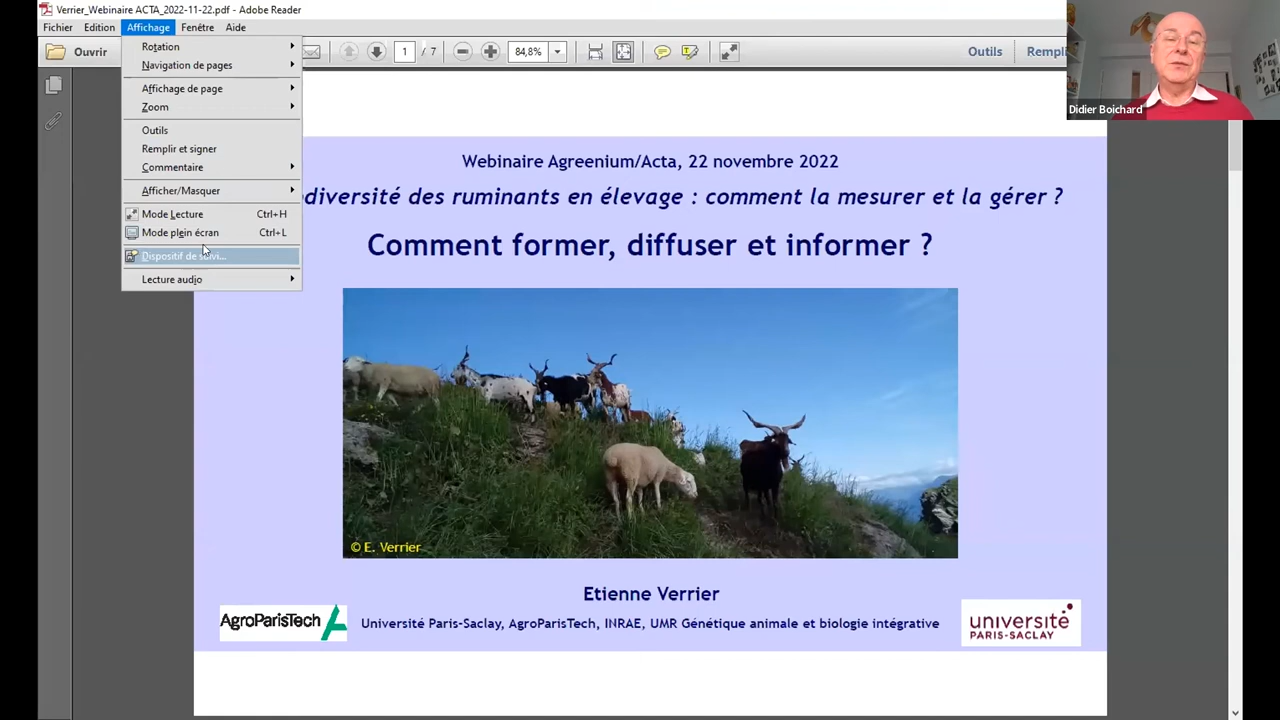 Verrier_Webinaire ACTA_2022-11-22.pdf - Adobe Reader
Fichier Edition Affichage Fenêtre Aide
Ouvrir 1 / 7 84,8% Outils
Rotation
Navigation de pages
Affichage de page
Zoom
Outils
Remplir et signer
Commentaire
Afficher/Masquer
Mode Lecture Ctrl+H
Mode plein écran Ctrl+L
Dispositif de suivi...
Lecture audio
Didier Boichard
Webinaire Agreenium/Acta, 22 novembre 2022
diversité des ruminants en élevage : comment la mesurer et la gérer ?
Comment former, diffuser et informer ?
© E. Verrier
Etienne Verrier
AgroParisTech
Université Paris-Saclay, AgroParisTech, INRAE, UMR Génétique animale et biologie intégrative
université
PARIS-SACLAY